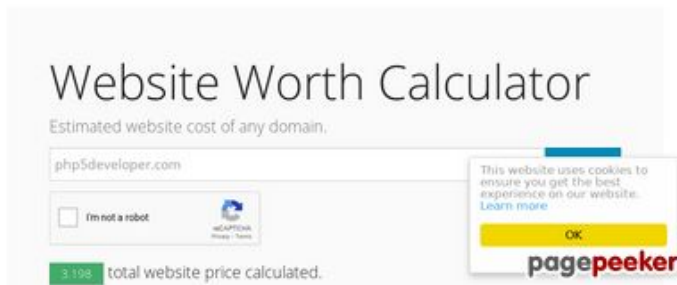 Website Worth Calculator
Estimated website cost of any domain.
php5developer.com
This website uses cookies to
ensure you get the best
experience on our website.
Learn more
OK
I'm not a robot
reCAPTCHA
Privacy - Terms
3.198 total website price calculated.
pagepeeker